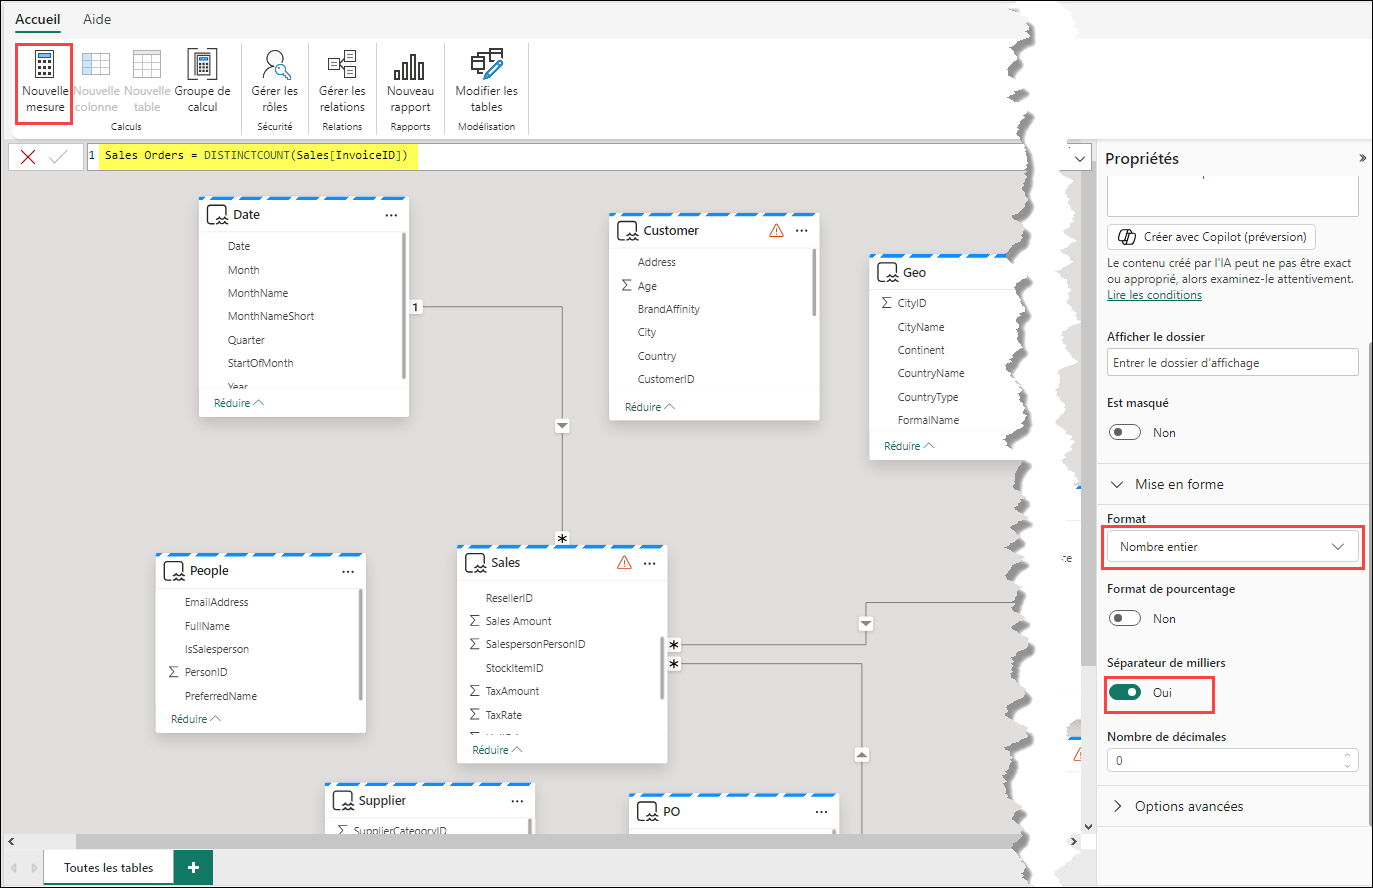 Accueil
Aide
Nouvelle mesure
Nouvelle colonne
Nouvelle table
Groupe de calcul
Calculs
Gérer les rôles
Sécurité
Gérer les relations
Relations
Nouveau rapport
Rapports
Modifier les tables
Modélisation
1 Sales Orders = DISTINCTCOUNT(Sales[InvoiceID])
Date
Date
Month
MonthName
MonthNameShort
Quarter
StartOfMonth
Year
Réduire
1
*
Customer
Address
Age
BrandAffinity
City
Country
CustomerID
Réduire
Geo
CityID
CityName
Continent
CountryName
CountryType
FormalName
Réduire
People
EmailAddress
FullName
IsSalesperson
PersonID
PreferredName
Réduire
Sales
ResellerID
Sales Amount
SalespersonPersonID
StockItemID
TaxAmount
TaxRate
Réduire
*
*
Supplier
SupplierCategoryID
PO
Toutes les tables
+
Propriétés
Créer avec Copilot (préversion)
Le contenu créé par l'IA peut ne pas être exact
ou approprié, alors examinez-le attentivement.
Lire les conditions
Afficher le dossier
Entrer le dossier d'affichage
Est masqué
Non
Mise en forme
Format
Nombre entier
Format de pourcentage
Non
Séparateur de milliers
Oui
Nombre de décimales
0
Options avancées